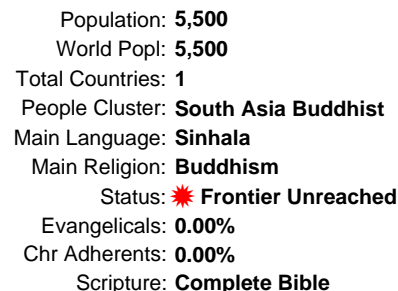 Population: 5,500
World Popl: 5,500
Total Countries: 1
People Cluster: South Asia Buddhist
Main Language: Sinhala
Main Religion: Buddhism
Status: Frontier Unreached
Evangelicals: 0.00%
Chr Adherents: 0.00%
Scripture: Complete Bible